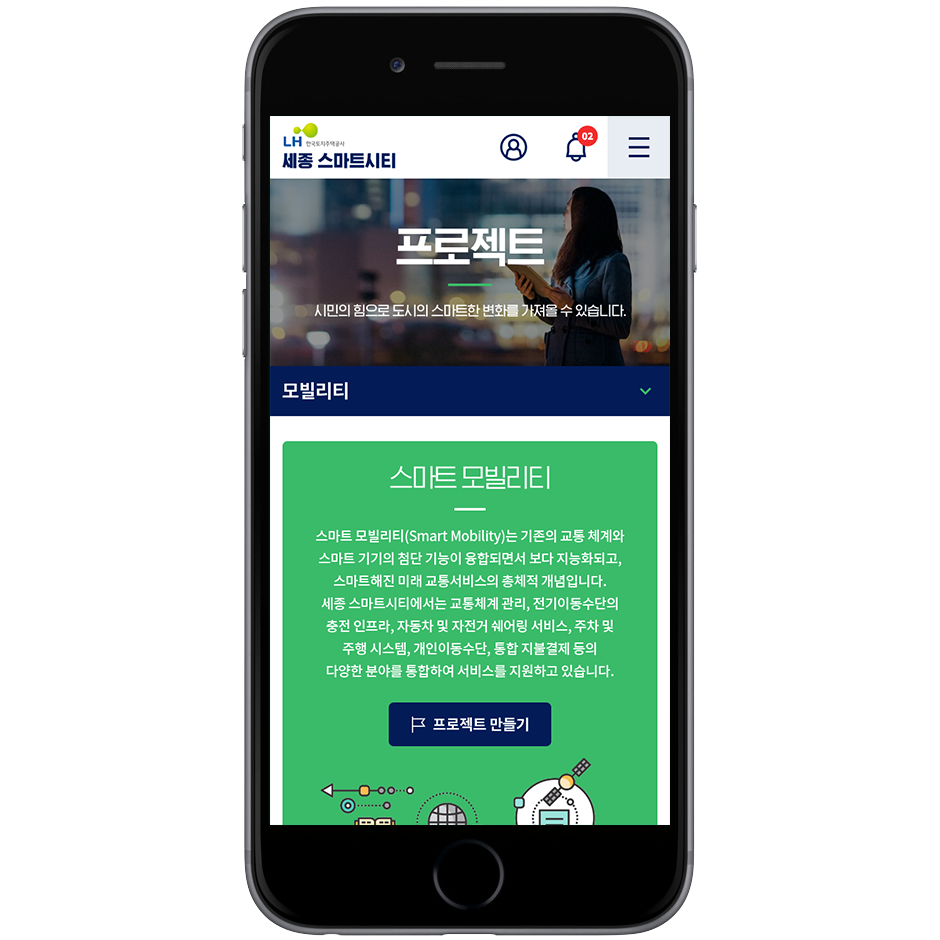 LH 한국토지주택공사
세종 스마트시티
02
프로젝트
시민의 힘으로 도시의 스마트한 변화를 가져올 수 있습니다.
모빌리티
스마트 모빌리티
스마트 모빌리티(Smart Mobility)는 기존의 교통 체계와
스마트 기기의 첨단 기능이 융합되면서 보다 지능화되고,
스마트해진 미래 교통서비스의 총체적 개념입니다.
세종 스마트시티에서는 교통체계 관리, 전기이동수단의
충전 인프라, 자동차 및 자전거 쉐어링 서비스, 주차 및
주행 시스템, 개인이동수단, 통합 지불결제 등의
다양한 분야를 통합하여 서비스를 지원하고 있습니다.
프로젝트 만들기